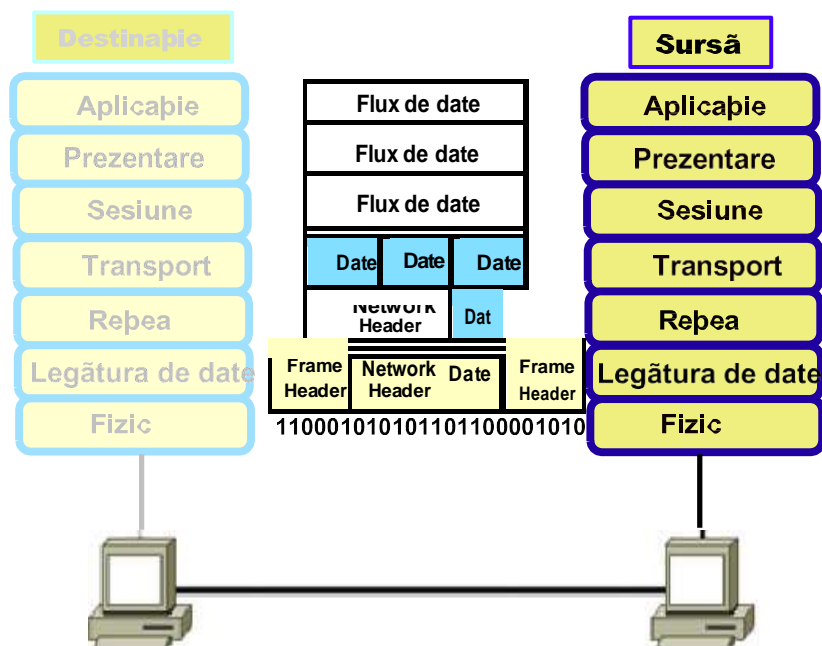 Destinaþie
Sursã
Aplicaþie
Flux de date
Aplicaþie
Prezentare
Flux de date
Prezentare
Sesiune
Flux de date
Sesiune
Transport
Date Date Date
Transport
Reþea
Network
Header
Dat
Reþea
Legãtura de date
Frame
Header
Network
Header
Date
Frame
Header
Legãtura de date
Fizic
110001010101101100001010
Fizic